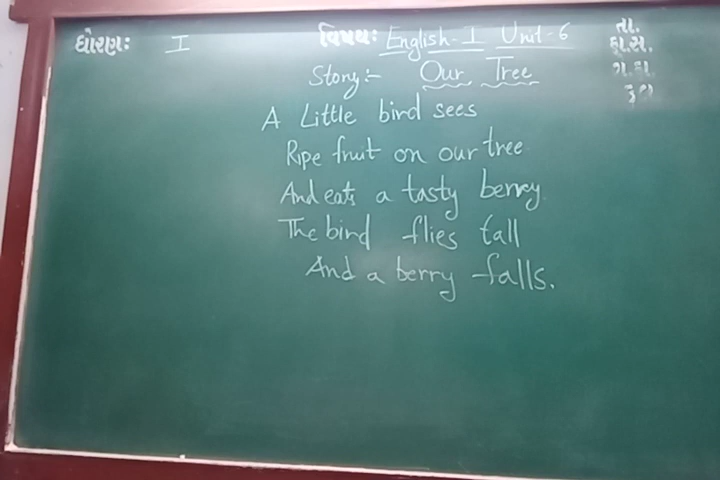 ધોરણ: I વિષય: English-I Unit-6 તા.
Story:- Our Tree હા.સ.
A Little bird sees ગ.હા.
Ripe fruit on our tree કુલ
And eats a tasty berry
The bird flies tall
And a berry falls.